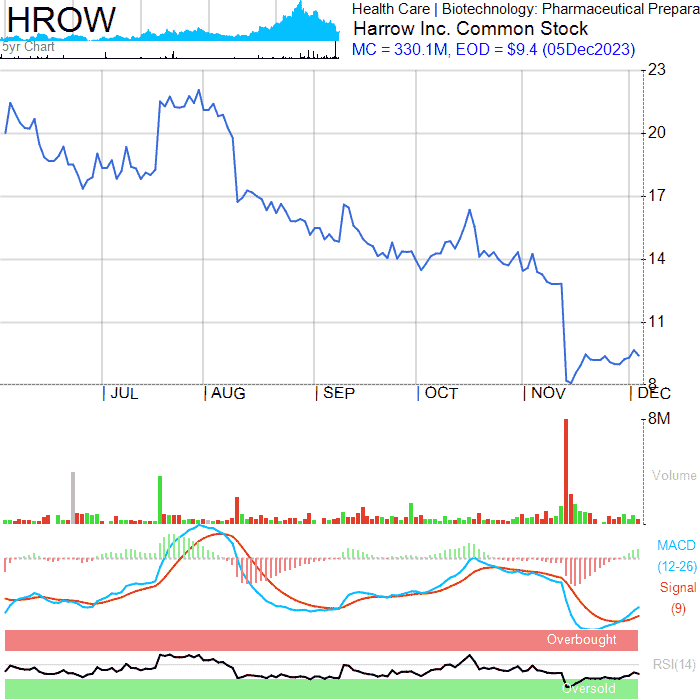 HROW
5yr Chart
Health Care | Biotechnology: Pharmaceutical Prepara
Harrow Inc. Common Stock
MC = 330.1M, EOD = $9.4 (05Dec2023)
23
20
17
14
11
8
| JUL | AUG | SEP | OCT | NOV | DEC
8M
Volume
MACD
(12-26)
Signal
(9)
Overbought
RSI(14)
Oversold